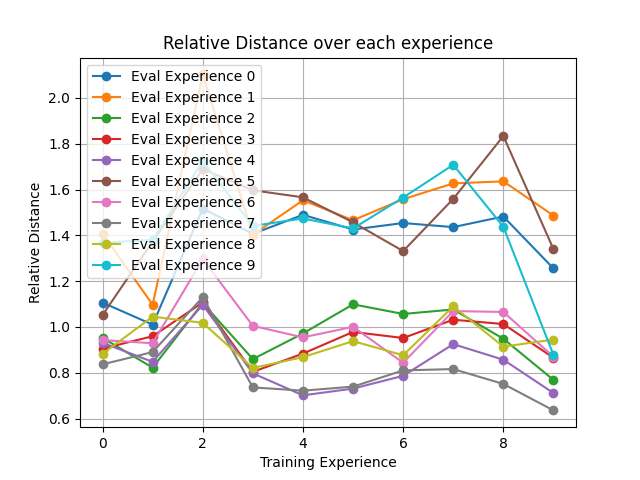 Relative Distance over each experience
Eval Experience 0
Eval Experience 1
Eval Experience 2
Eval Experience 3
Eval Experience 4
Eval Experience 5
Eval Experience 6
Eval Experience 7
Eval Experience 8
Eval Experience 9
2.0
1.8
1.6
1.4
1.2
1.0
0.8
0.6
Relative Distance
0 2 4 6 8
Training Experience